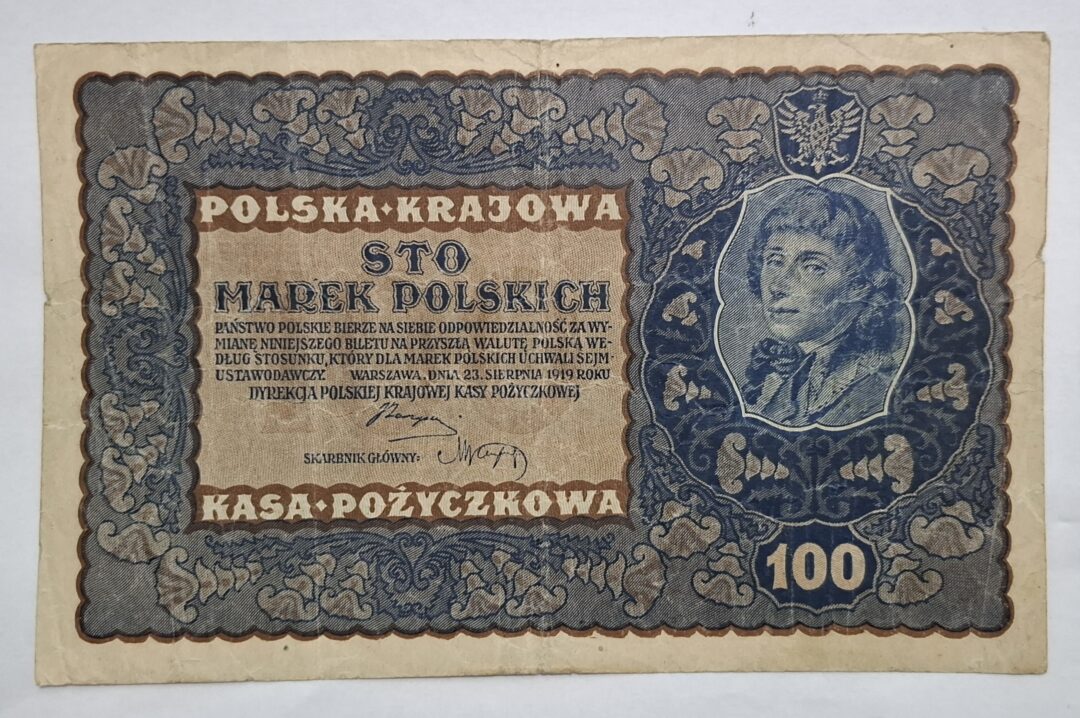 POLSKA·KRAJOWA
STO
MAREK POLSKICH
PAŃSTWO POLSKIE BIERZE NA SIEBIE ODPOWIEDZIALNOŚĆ ZA WY-
MIANĘ NINIEJSZEGO BILETU NA PRZYSZŁĄ WALUTĘ POLSKĄ WE-
DŁUG STOSUNKU, KTÓRY DLA MAREK POLSKICH UCHWALI SEJM-
USTAWODAWCZY. WARSZAWA, DNIA 23. SIERPNIA 1919 ROKU
DYREKCJA POLSKIEJ KRAJOWEJ KASY POŻYCZKOWEJ
SKARBNIK GŁÓWNY:
KASA·POŻYCZKOWA
100